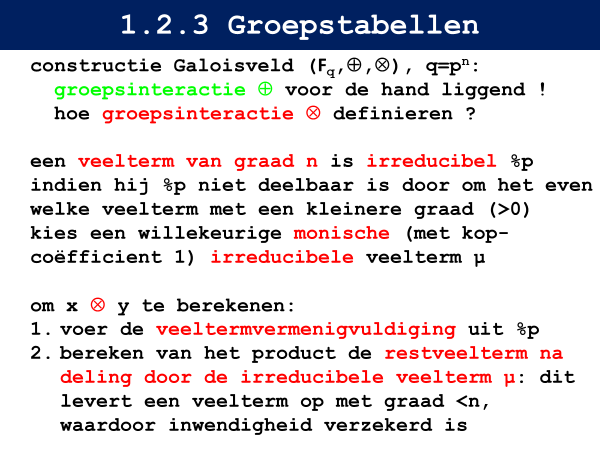 1.2.3 Groepstabellen
constructie Galoisveld (Fq,⊕,⊗), q=pⁿ:
groepsinteractie ⊕ voor de hand liggend !
hoe groepsinteractie ⊗ definieren ?
een veelterm van graad n is irreducibel %p
indien hij %p niet deelbaar is door om het even
welke veelterm met een kleinere graad (>0)
kies een willekeurige monische (met kop-
coëfficient 1) irreducibele veelterm µ
om x ⊗ y te berekenen:
1. voer de veeltermvermenigvuldiging uit %p
2. bereken van het product de restveelterm na
deling door de irreducibele veelterm µ: dit
levert een veelterm op met graad <n,
waardoor inwendigheid verzekerd is